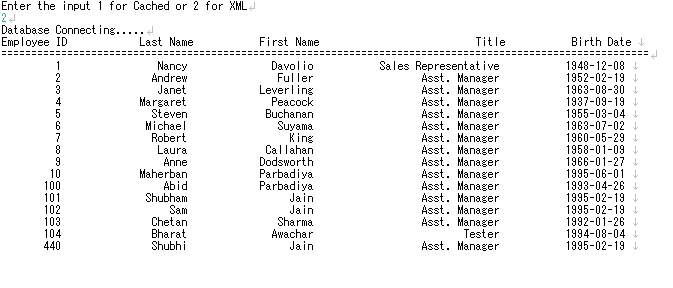 Enter the input 1 for Cached or 2 for XML↲
2↲
Database Connecting.....↲
Employee ID Last Name First Name Title Birth Date ↓
=====================================================================================================↲
1 Nancy Davolio Sales Representative 1948-12-08 ↓
2 Andrew Fuller Asst. Manager 1952-02-19 ↓
3 Janet Leverling Asst. Manager 1963-08-30 ↓
4 Margaret Peacock Asst. Manager 1937-09-19 ↓
5 Steven Buchanan Asst. Manager 1955-03-04 ↓
6 Michael Suyama Asst. Manager 1963-07-02 ↓
7 Robert King Asst. Manager 1960-05-29 ↓
8 Laura Callahan Asst. Manager 1958-01-09 ↓
9 Anne Dodsworth Asst. Manager 1966-01-27 ↓
10 Maherban Parbadiya Asst. Manager 1995-06-01 ↓
100 Abid Parbadiya Asst. Manager 1993-04-26 ↓
101 Shubham Jain Asst. Manager 1995-02-19 ↓
102 Sam Jain Asst. Manager 1995-02-19 ↓
103 Chetan Sharma Asst. Manager 1992-01-26 ↓
104 Bharat Awachar Tester 1994-08-04 ↓
440 Shubhi Jain Asst. Manager 1995-02-19 ↓